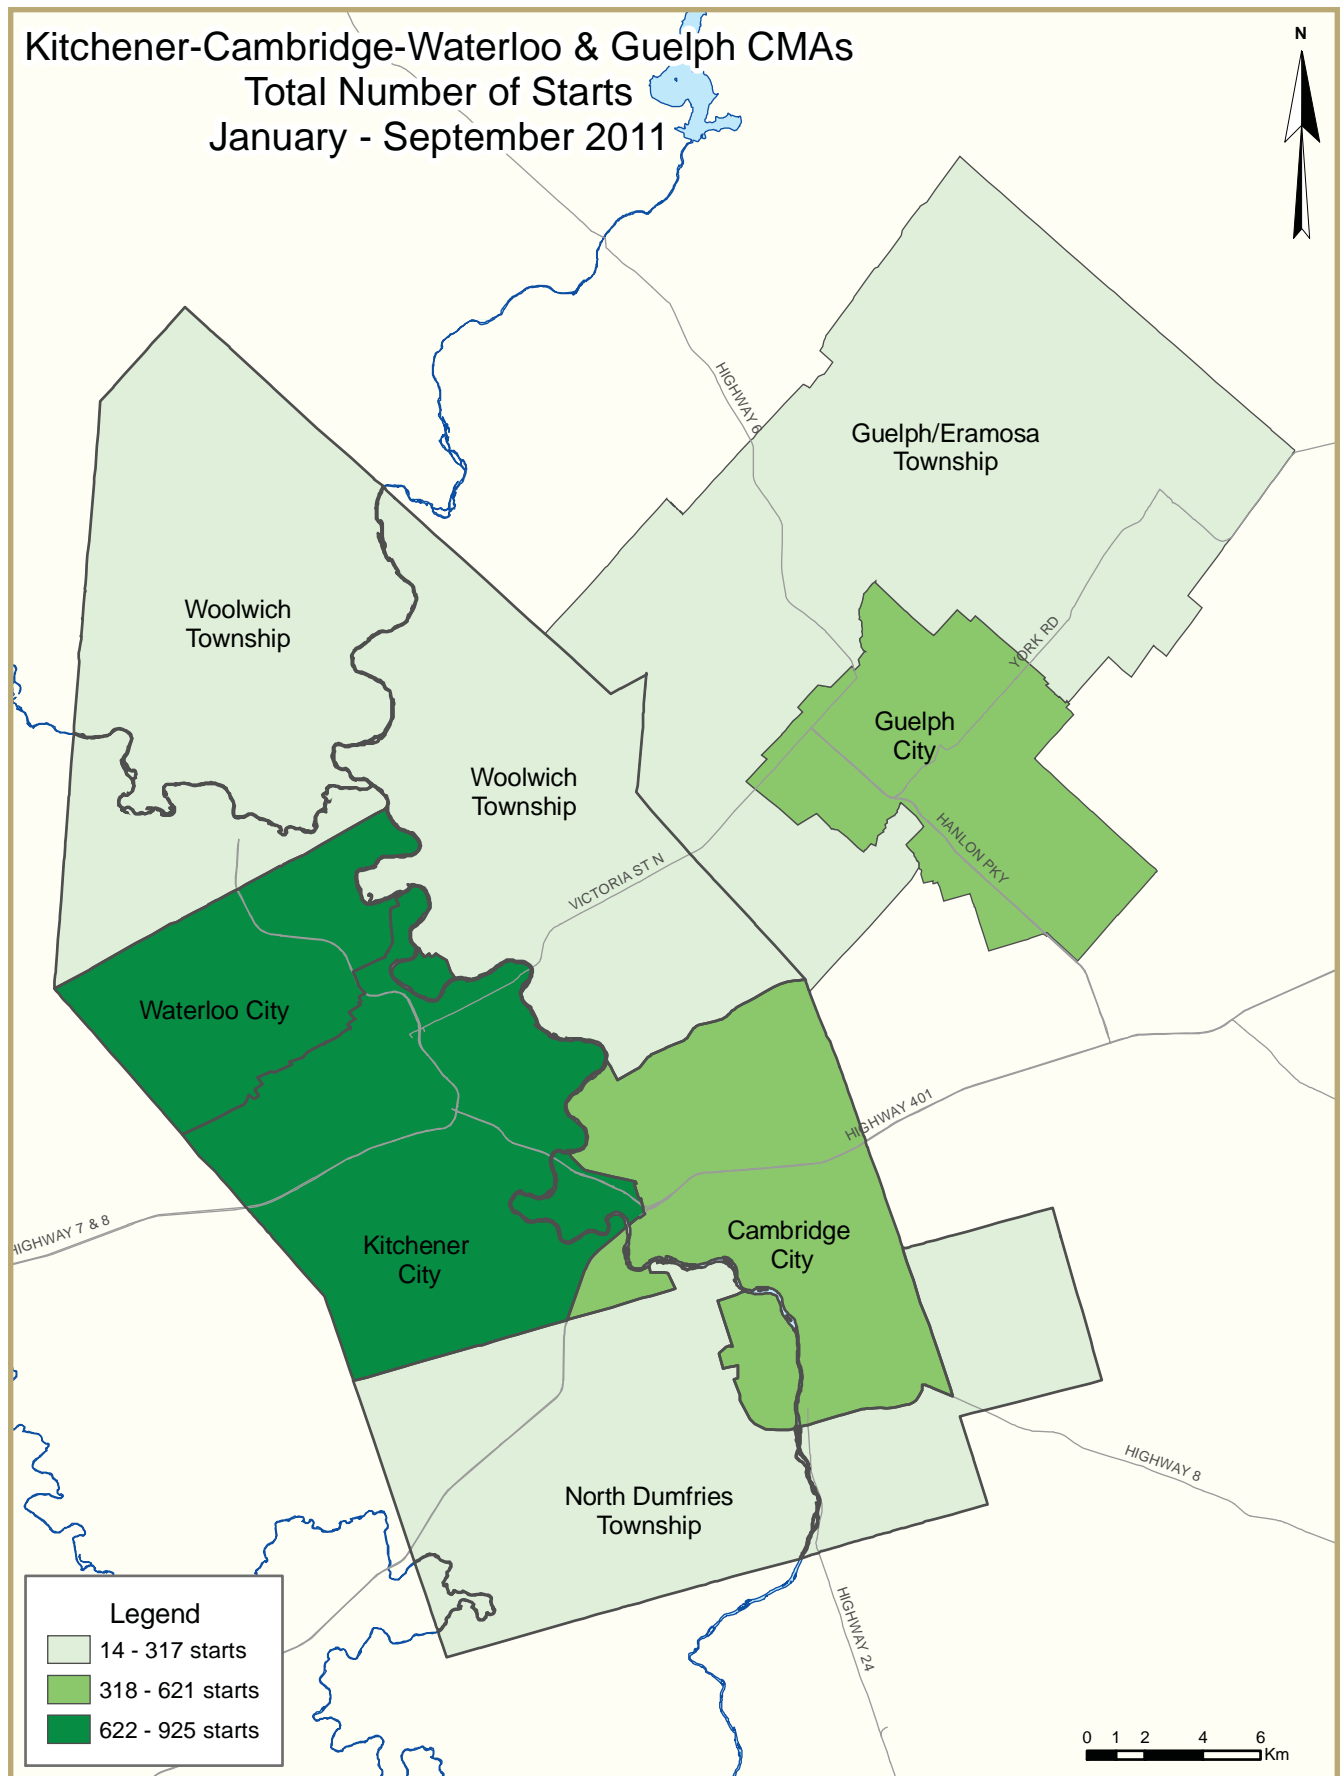 Kitchener-Cambridge-Waterloo & Guelph CMAs
Total Number of Starts
January - September 2011
N
HIGHWAY 6
Guelph/Eramosa
Township
Woolwich
Township
YORK RD
Guelph
City
Woolwich
Township
HANLON PKY
VICTORIA ST N
Waterloo City
HIGHWAY 401
HIGHWAY 7 & 8
Kitchener
City
Cambridge
City
HIGHWAY 8
North Dumfries
Township
HIGHWAY 24
Legend
14 - 317 starts
318 - 621 starts
622 - 925 starts
0 1 2 4 6
Km